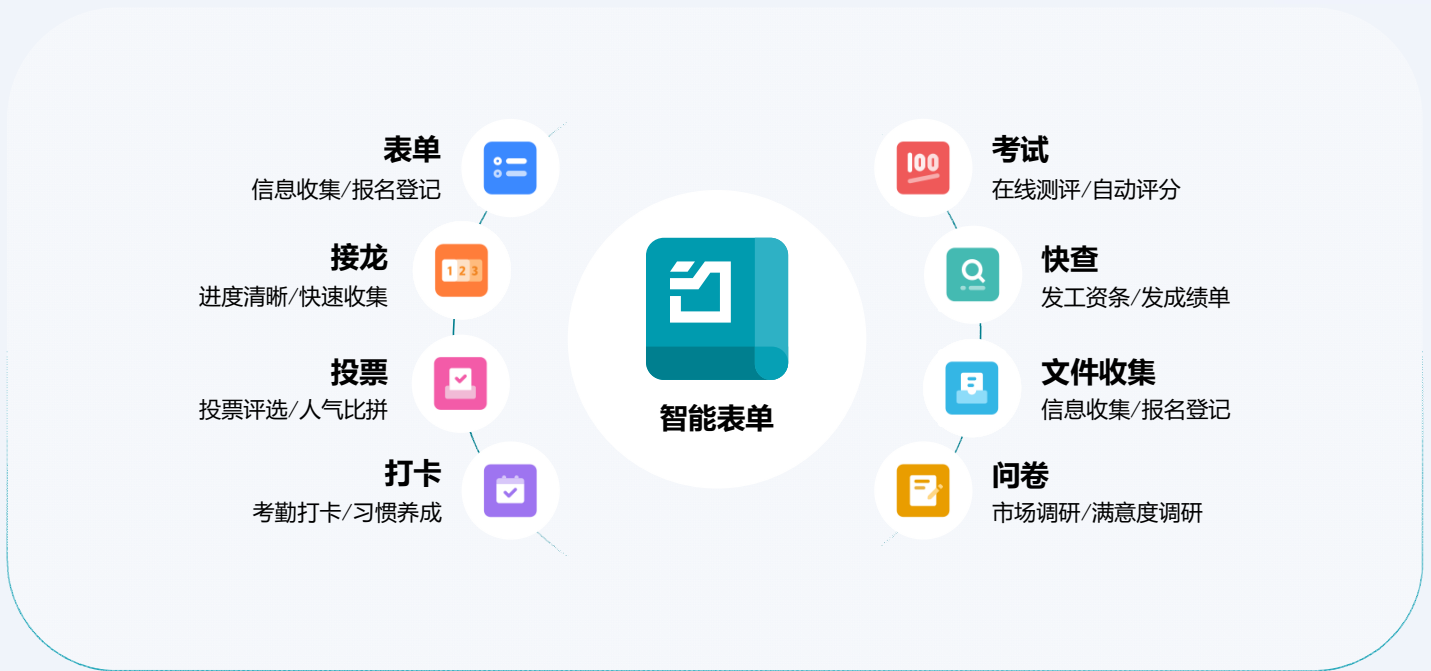 表单
信息收集/报名登记
接龙
123
进度清晰/快速收集
投票
投票评选/人气比拼
打卡
考勤打卡/习惯养成
智能表单
100
考试
在线测评/自动评分
快查
发工资条/发成绩单
文件收集
信息收集/报名登记
问卷
市场调研/满意度调研